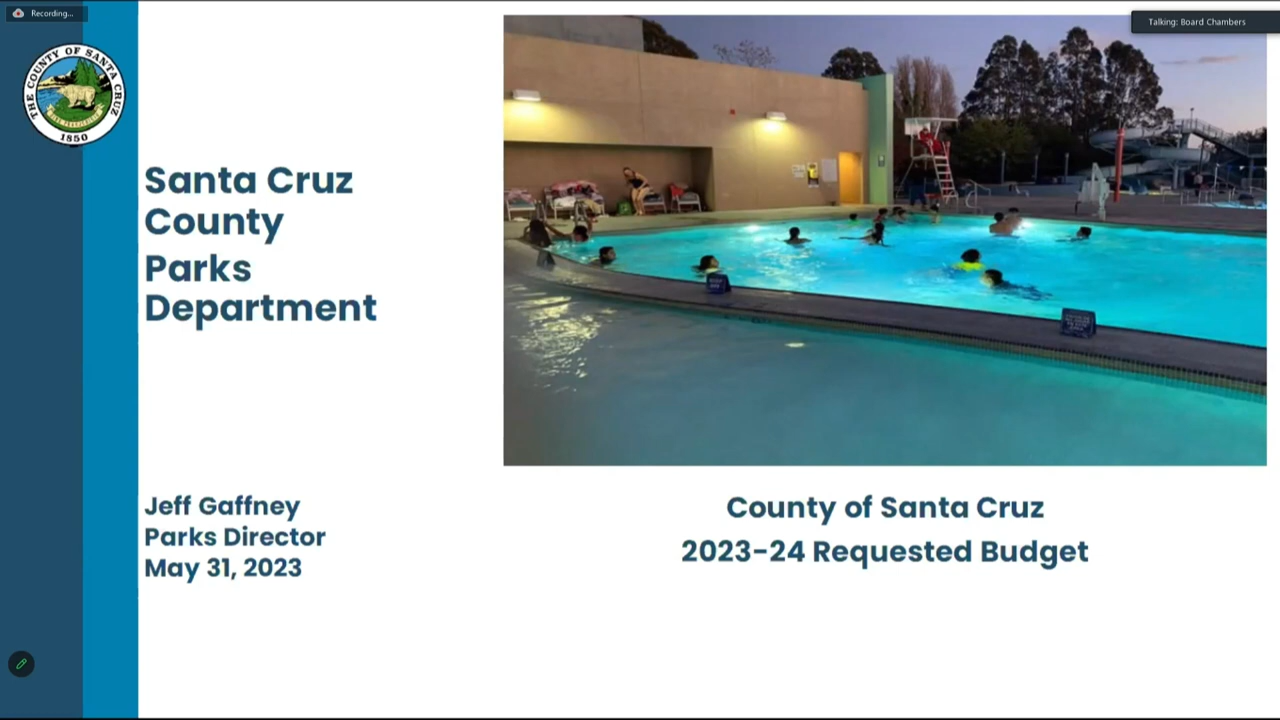 Recording...
Talking: Board Chambers
THE COUNTY OF SANTA CRUZ
1850
Santa Cruz
County
Parks
Department
Jeff Gaffney
Parks Director
May 31, 2023
County of Santa Cruz
2023-24 Requested Budget